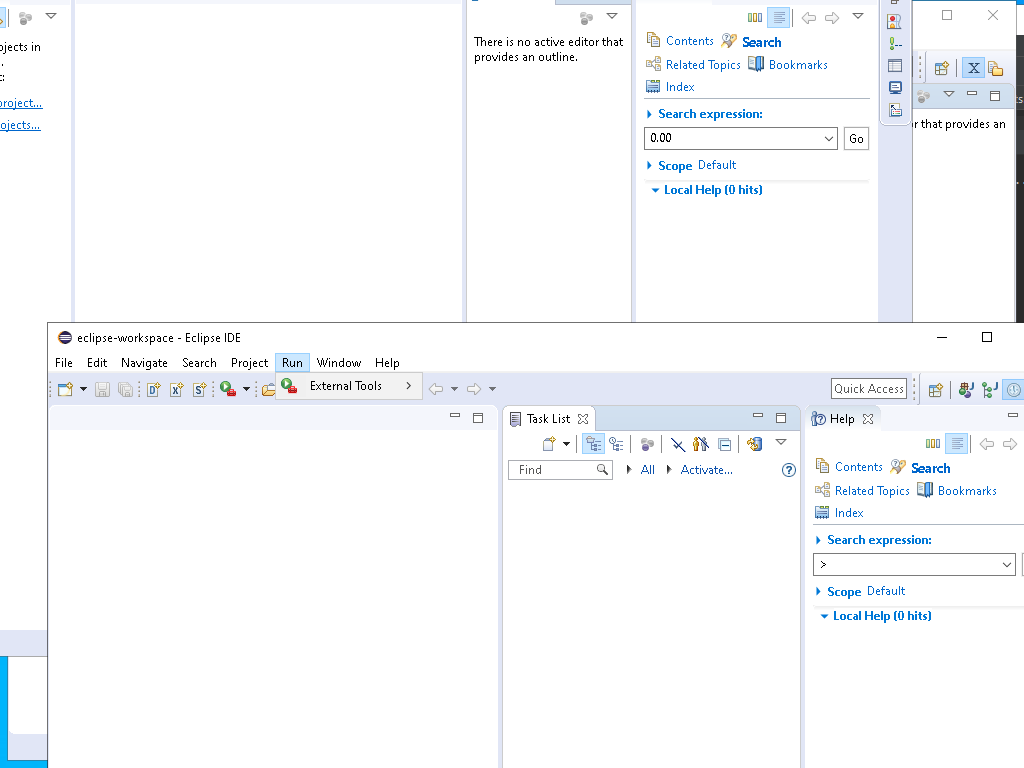 ojects in
project...
ojects...
There is no active editor that
provides an outline.
Contents
Search
Related Topics
Bookmarks
Index
Search expression:
0.00
Go
Scope
Default
Local Help (0 hits)
X
r that provides an
eclipse-workspace - Eclipse IDE
File Edit Navigate Search Project Run Window Help
External Tools
Quick Access
Task List
Find
All
Activate...
Help
Contents
Search
Related Topics
Bookmarks
Index
Search expression:
>
Scope
Default
Local Help (0 hits)